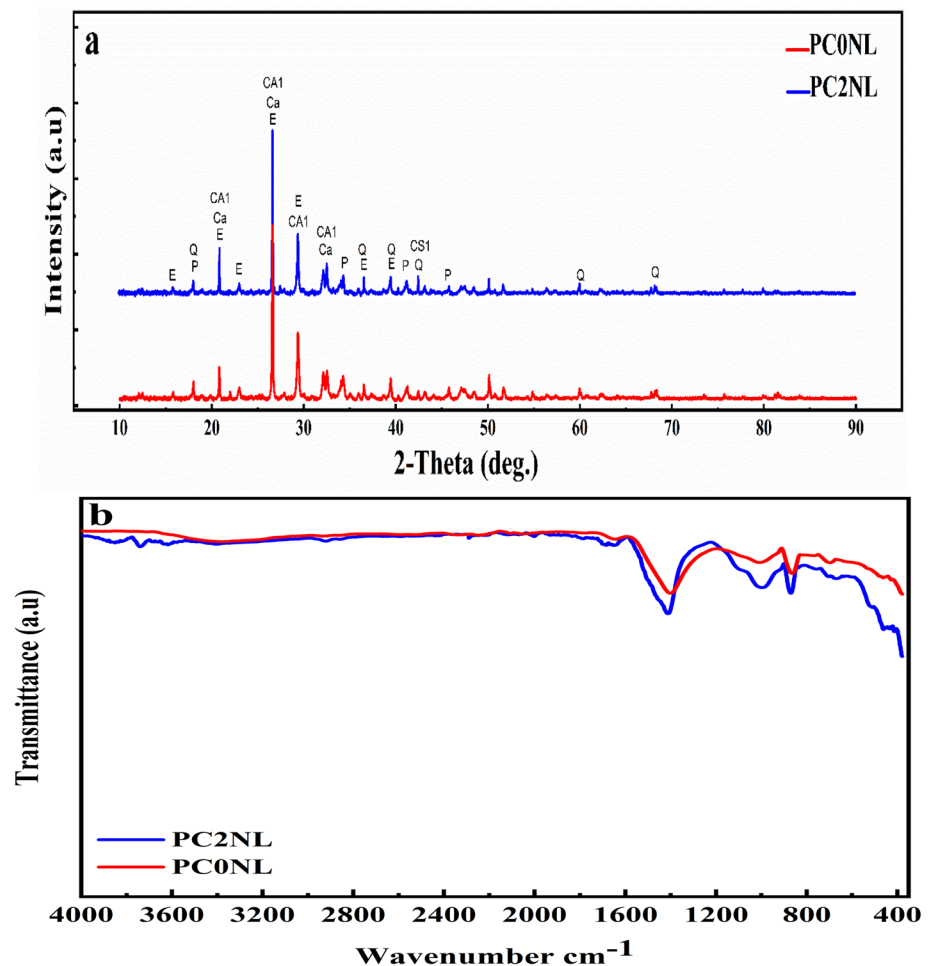 a
PC0NL
PC2NL
CA1
Ca
E
CA1
Ca
E
E
CA1
CA1
Ca
E
Q
P
E
P
Q
E
Q
E
P
CS1
Q
P
Q
Q
Intensity (a.u)
10 20 30 40 50 60 70 80 90
2-Theta (deg.)
b
Transmittance (a.u)
PC2NL
PC0NL
4000 3600 3200 2800 2400 2000 1600 1200 800 400
Wavenumber cm-1